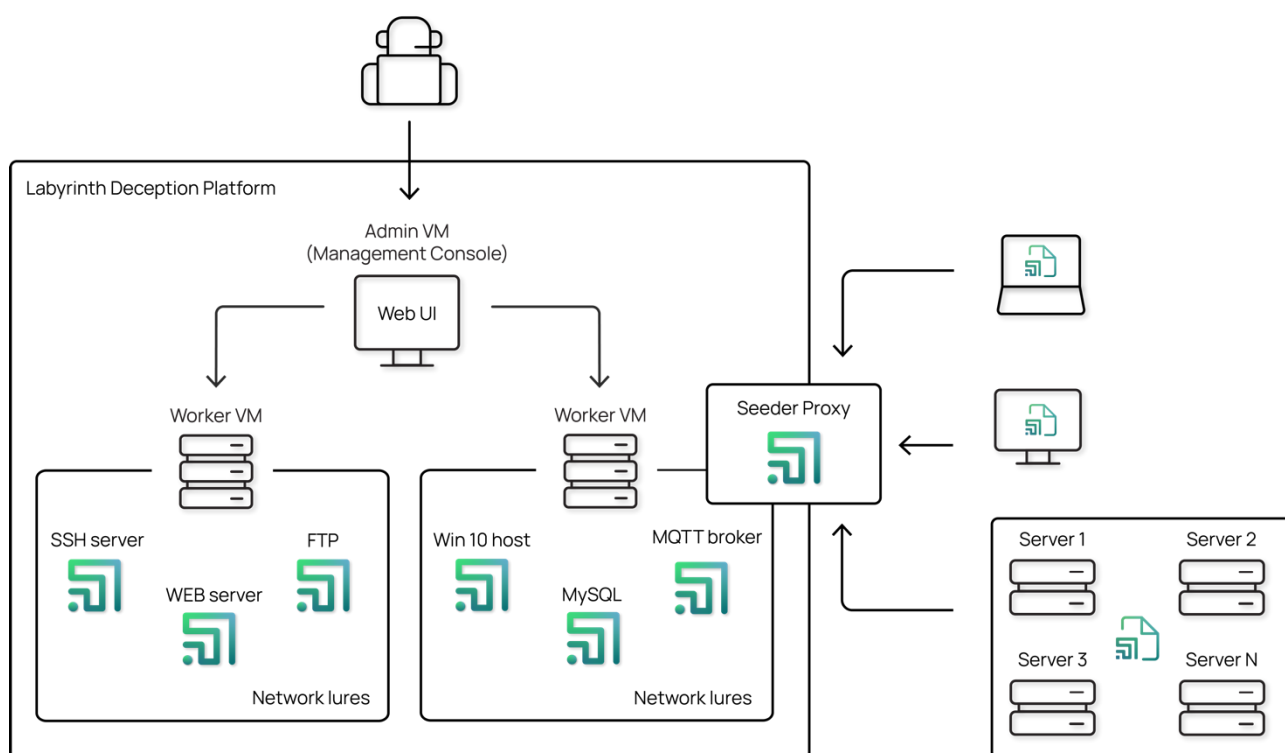 Labyrinth Deception Platform
Admin VM
(Management Console)
Web UI
Worker VM
Worker VM
Seeder Proxy
SSH server
FTP
WEB server
Network lures
Win 10 host
MQTT broker
MySQL
Network lures
Server 1
Server 2
Server 3
Server N